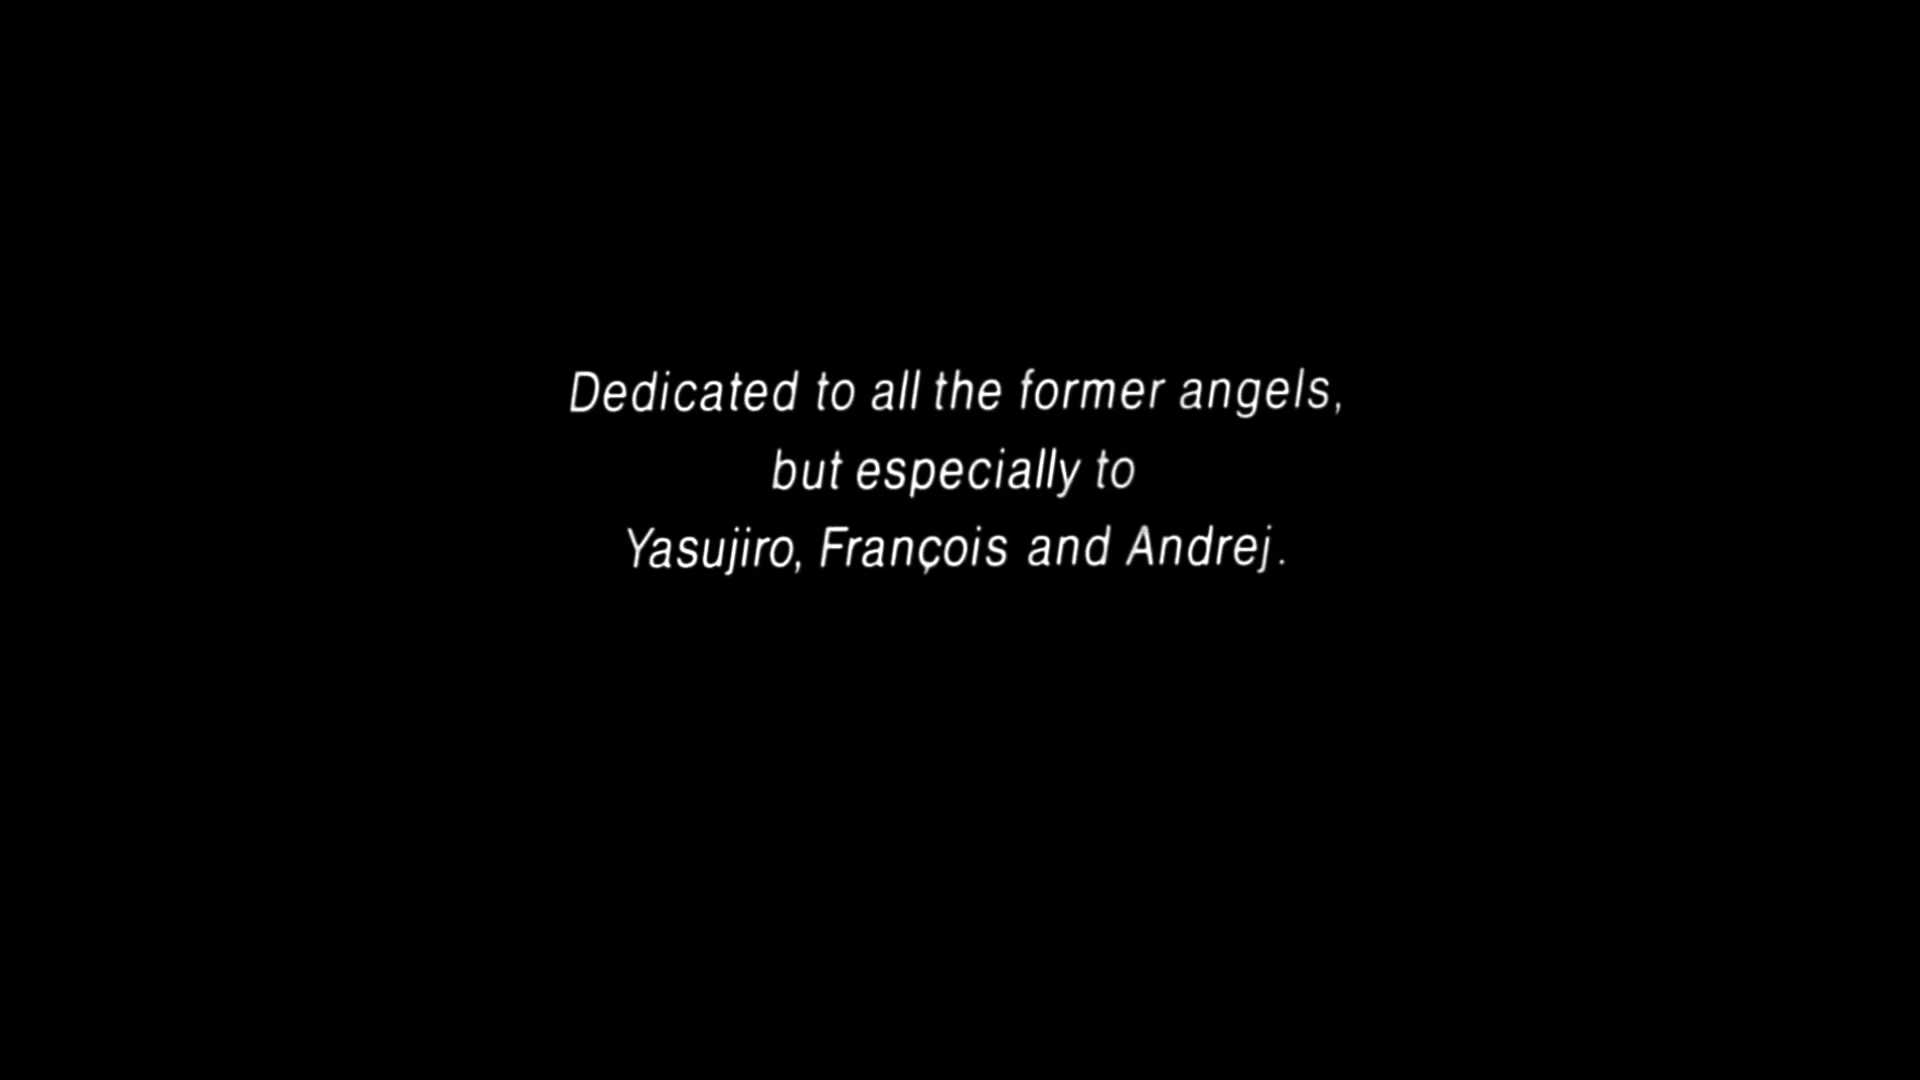 Dedicated to all the former angels,
but especially to
Yasujiro, François and Andrej.